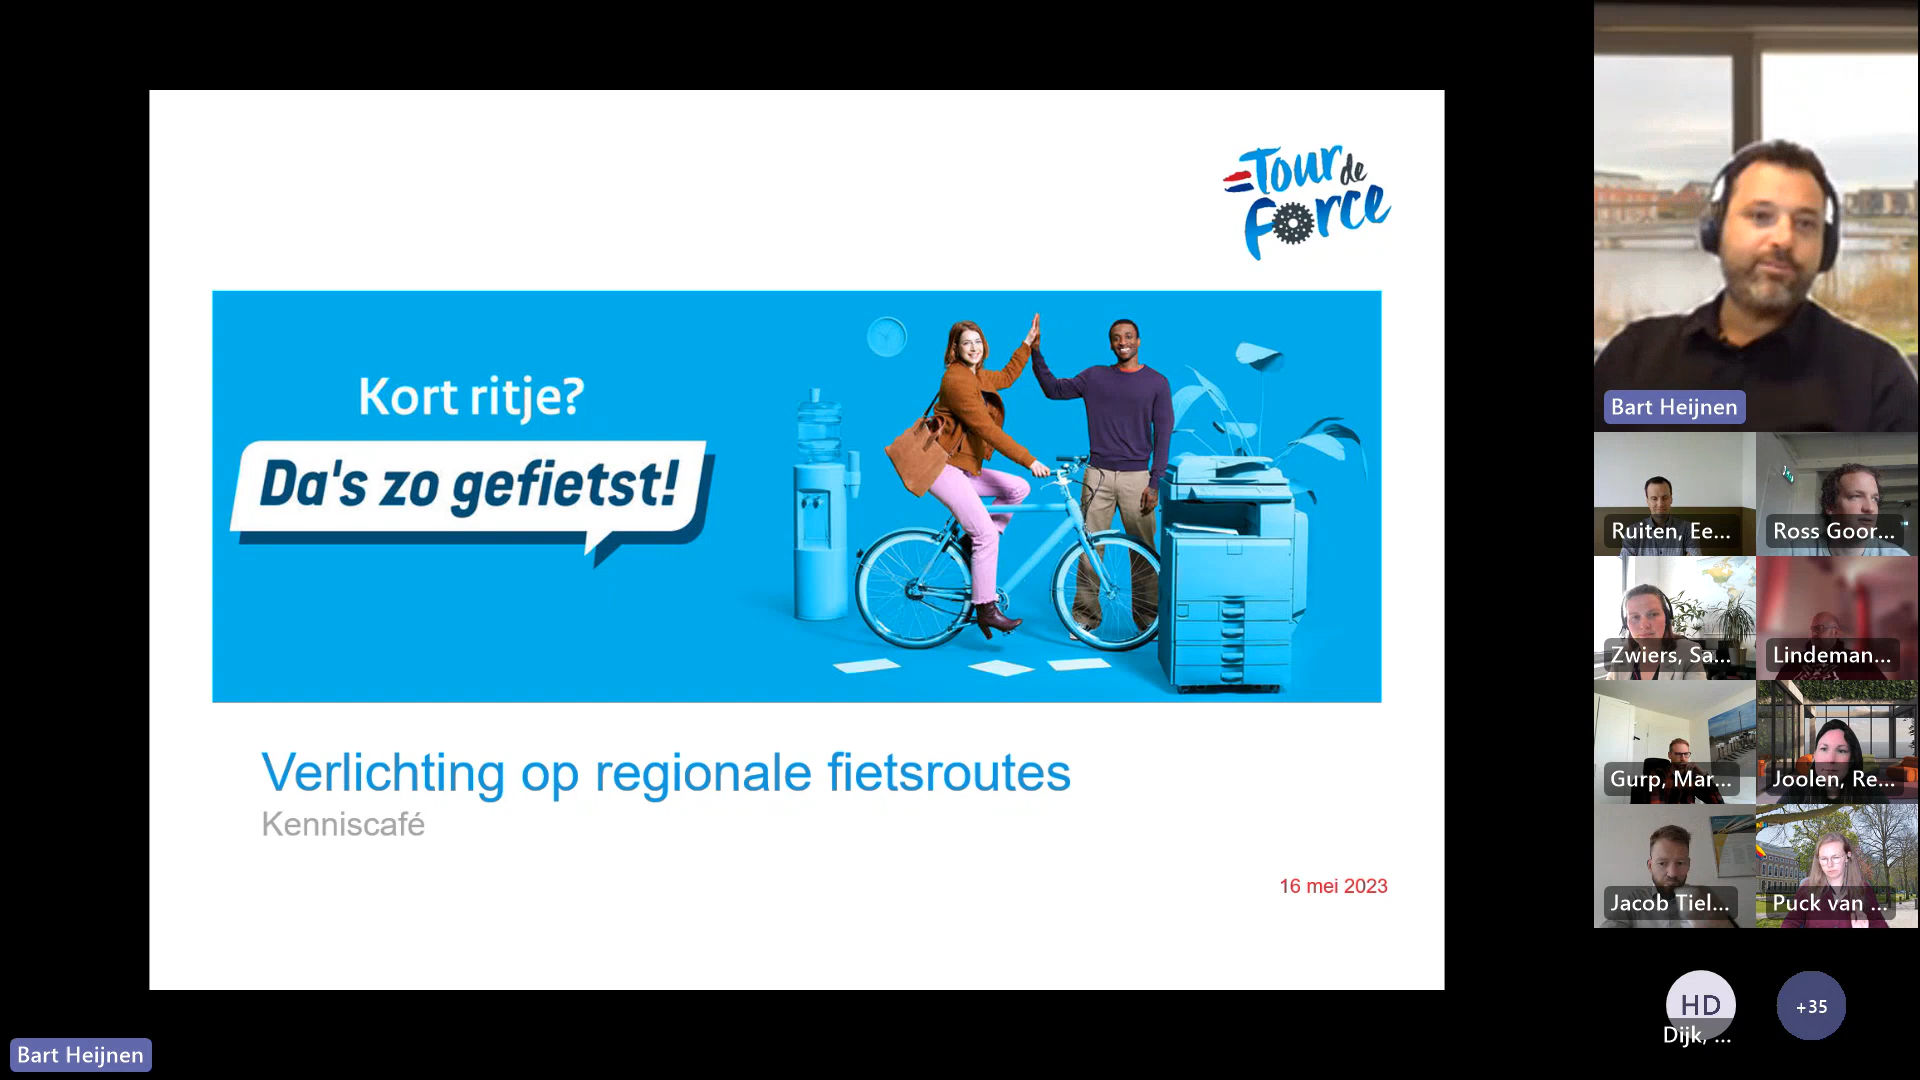 Tour de
Force
Kort ritje?
Da's zo gefietst!
Verlichting op regionale fietsroutes
Kenniscafé
16 mei 2023
Bart Heijnen
Bart Heijnen
Ruiten, Ee...
Ross Goor...
Zwiers, Sa...
Lindeman...
Gurp, Mar...
Joolen, Re...
Jacob Tiel...
Puck van ...
HD
Dijk, ...
+35